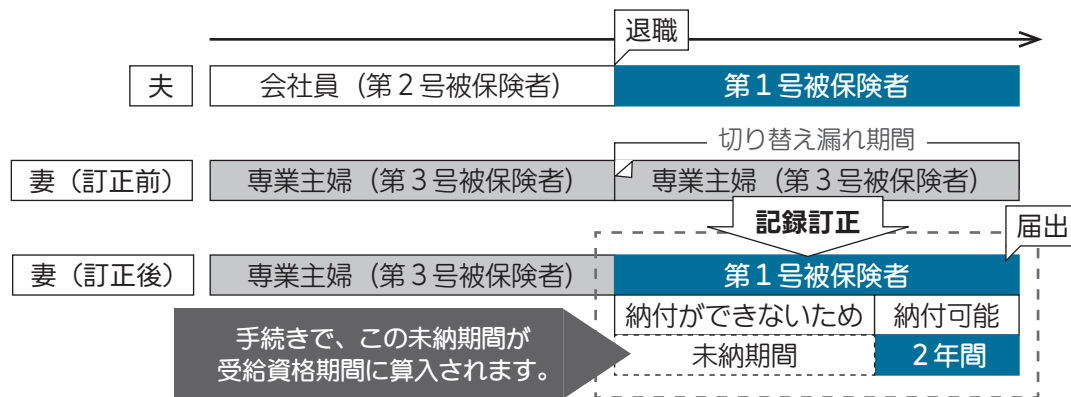 退職
夫
会社員（第２号被保険者）
第１号被保険者
切り替え漏れ期間
妻（訂正前）
専業主婦（第３号被保険者）
専業主婦（第３号被保険者）
記録訂正
届出
妻（訂正後）
専業主婦（第３号被保険者）
第１号被保険者
納付ができないため
納付可能
手続きで、この未納期間が
受給資格期間に算入されます。
未納期間
２年間